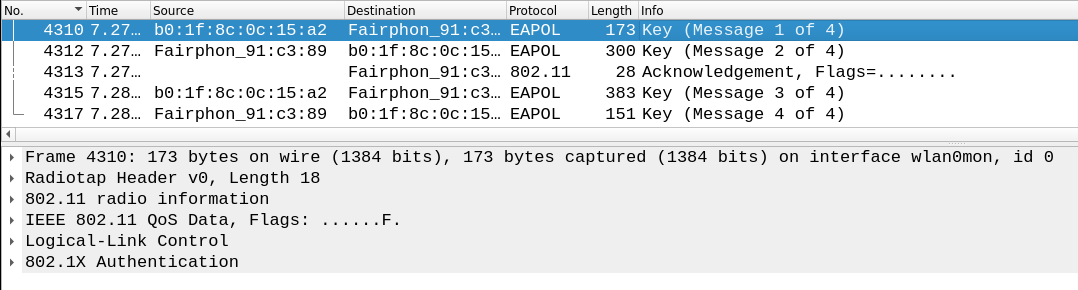 No. Time Source Destination Protocol Length Info
4310 7.27… b0:1f:8c:0c:15:a2 Fairphon_91:c3… EAPOL 173 Key (Message 1 of 4)
4312 7.27… Fairphon_91:c3:89 b0:1f:8c:0c:15… EAPOL 300 Key (Message 2 of 4)
4313 7.27… Fairphon_91:c3… 802.11 28 Acknowledgement, Flags=........
4315 7.28… b0:1f:8c:0c:15:a2 Fairphon_91:c3… EAPOL 383 Key (Message 3 of 4)
4317 7.28… Fairphon_91:c3:89 b0:1f:8c:0c:15… EAPOL 151 Key (Message 4 of 4)
Frame 4310: 173 bytes on wire (1384 bits), 173 bytes captured (1384 bits) on interface wlan0mon, id 0
Radiotap Header v0, Length 18
802.11 radio information
IEEE 802.11 QoS Data, Flags: ......F.
Logical-Link Control
802.1X Authentication